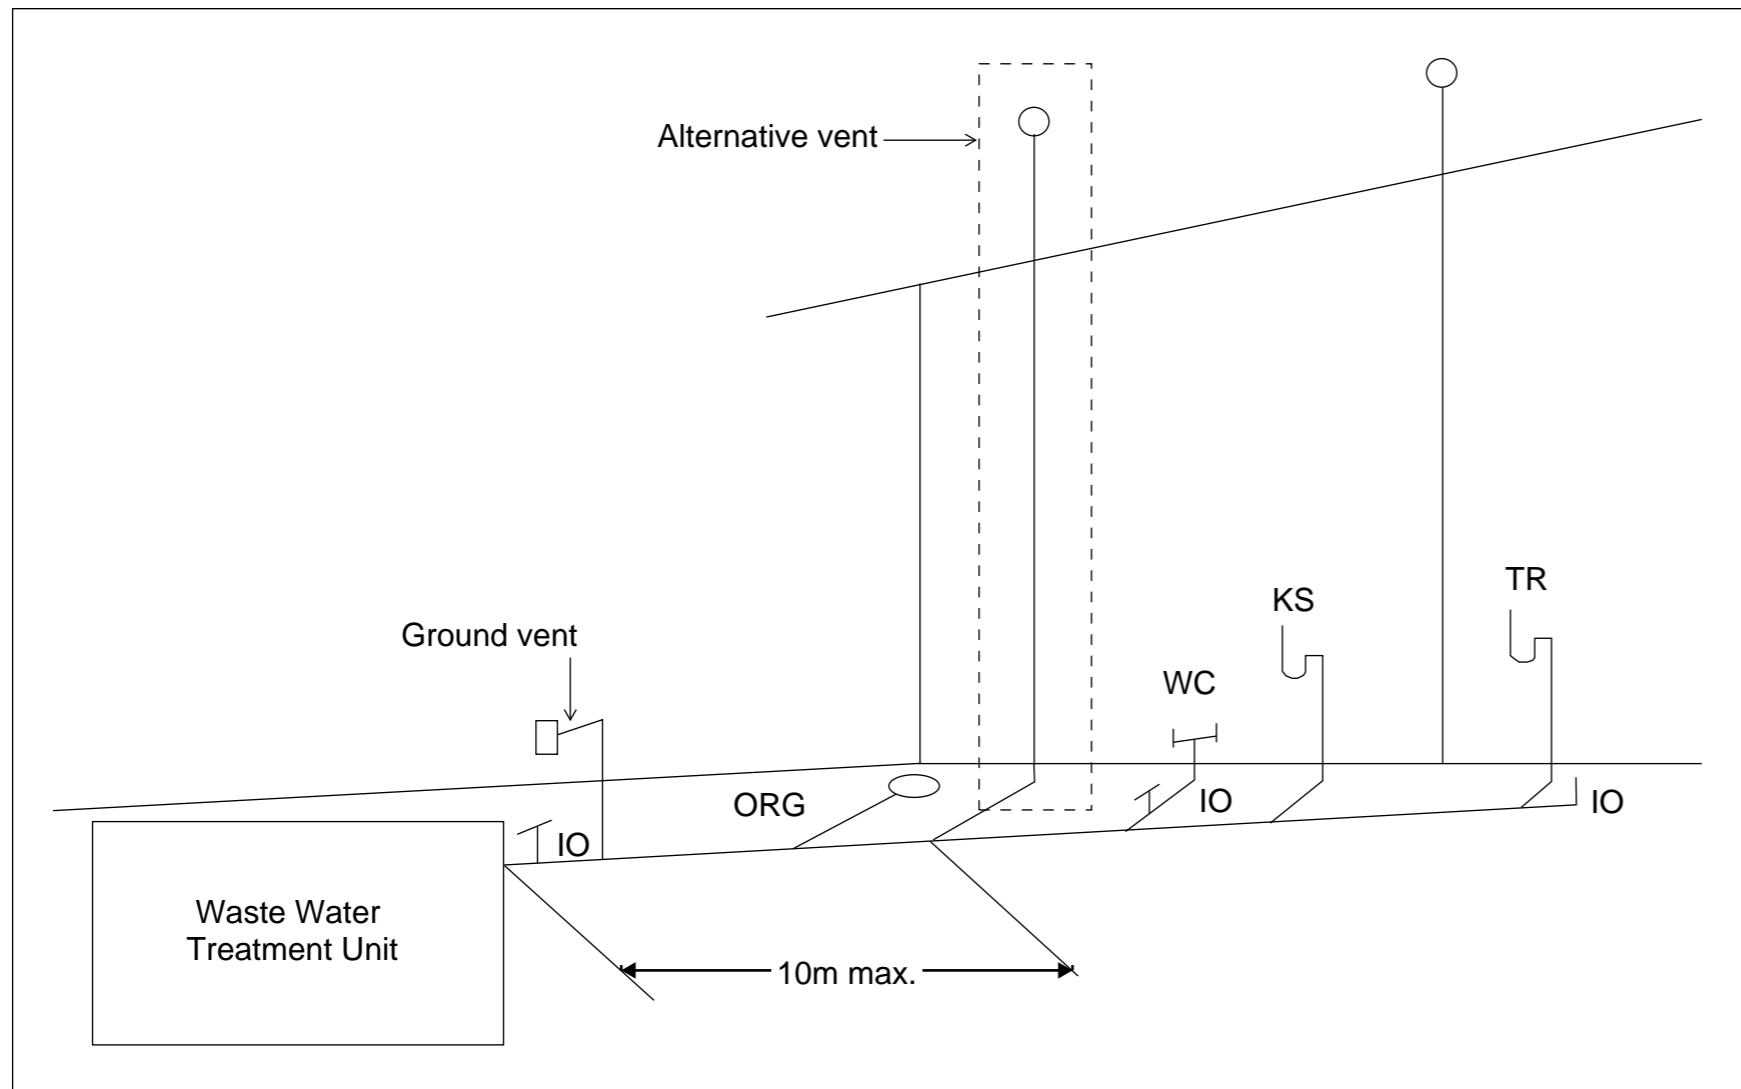 Alternative vent
TR
KS
Ground vent
WC
ORG
IO
IO
IO
Waste Water
Treatment Unit
10m max.